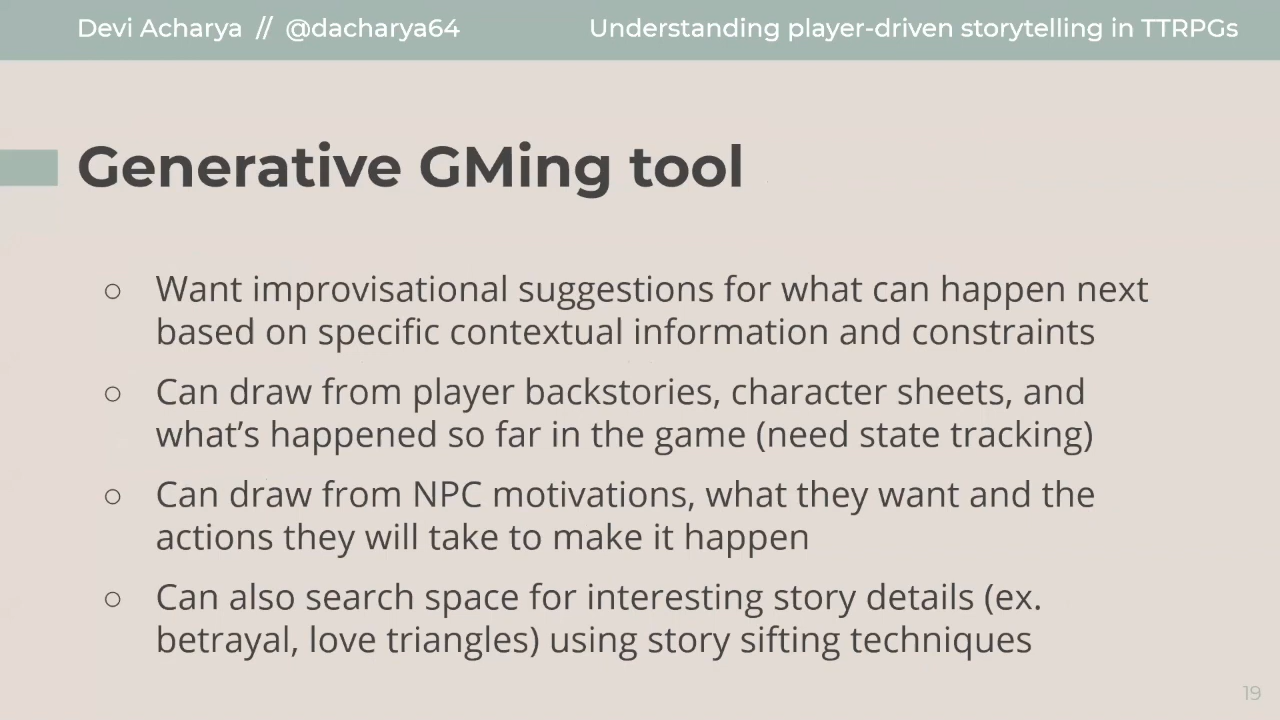 Devi Acharya // @dacharya64
Understanding player-driven storytelling in TTRPGs
Generative GMing tool
○ Want improvisational suggestions for what can happen next
based on specific contextual information and constraints
○ Can draw from player backstories, character sheets, and
what’s happened so far in the game (need state tracking)
○ Can draw from NPC motivations, what they want and the
actions they will take to make it happen
○ Can also search space for interesting story details (ex.
betrayal, love triangles) using story sifting techniques
19